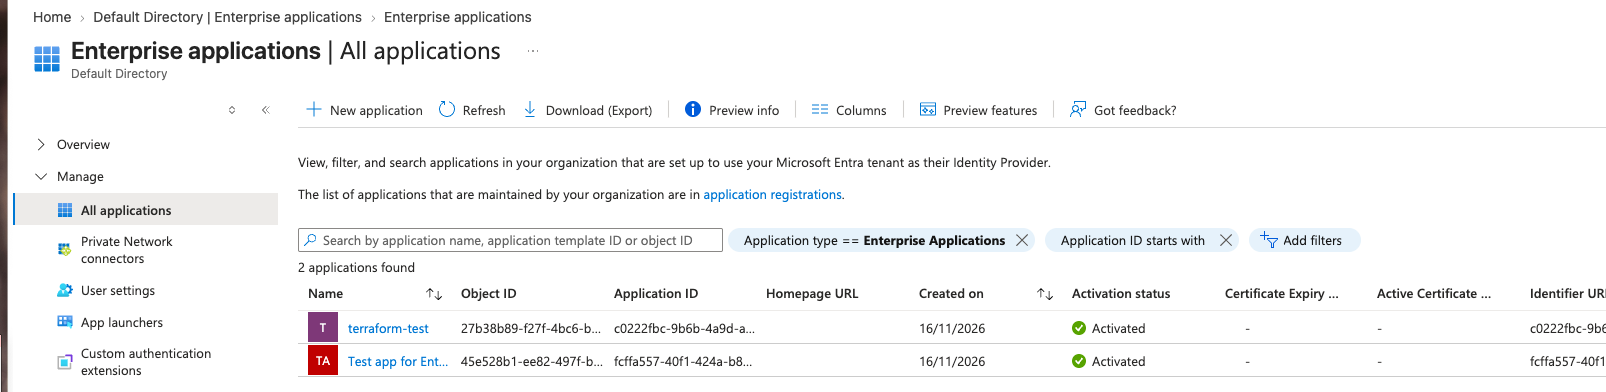 Home > Default Directory | Enterprise applications > Enterprise applications
Enterprise applications | All applications ...
Default Directory
New application Refresh Download (Export) Preview info Columns Preview features Got feedback?
Overview
Manage
All applications
Private Network
connectors
User settings
App launchers
Custom authentication
extensions
View, filter, and search applications in your organization that are set up to use your Microsoft Entra tenant as their Identity Provider.
The list of applications that are maintained by your organization are in application registrations.
Search by application name, application template ID or object ID
Application type == Enterprise Applications
Application ID starts with
Add filters
2 applications found
Name Object ID Application ID Homepage URL Created on Activation status Certificate Expiry ... Active Certificate ... Identifier URI
T terraform-test 27b38b89-f27f-4bc6-b... c0222fbc-9b6b-4a9d-a... 16/11/2026 Activated - - c0222fbc-9b6b
TA Test app for Ent... 45e528b1-ee82-497f-b... fcffa557-40f1-424a-b8... 16/11/2026 Activated - - fcffa557-40f1-